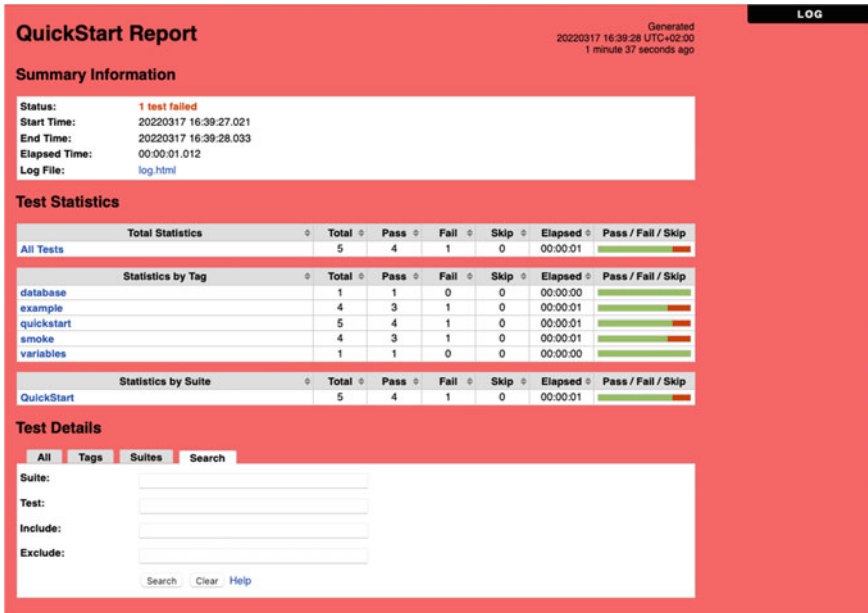 LOG
QuickStart Report
Generated
20220317 16:39:28 UTC+02:00
1 minute 37 seconds ago
Summary Information
Status: 1 test failed
Start Time: 20220317 16:39:27.021
End Time: 20220317 16:39:28.033
Elapsed Time: 00:00:01.012
Log File: log.html
Test Statistics
Total Statistics Total Pass Fail Skip Elapsed Pass / Fail / Skip
All Tests 5 4 1 0 00:00:01
Statistics by Tag Total Pass Fail Skip Elapsed Pass / Fail / Skip
database 1 1 0 0 00:00:00
example 4 3 1 0 00:00:01
quickstart 5 4 1 0 00:00:01
smoke 4 3 1 0 00:00:01
variables 1 1 0 0 00:00:00
Statistics by Suite Total Pass Fail Skip Elapsed Pass / Fail / Skip
QuickStart 5 4 1 0 00:00:01
Test Details
All Tags Suites Search
Suite:
Test:
Include:
Exclude:
Search Clear Help